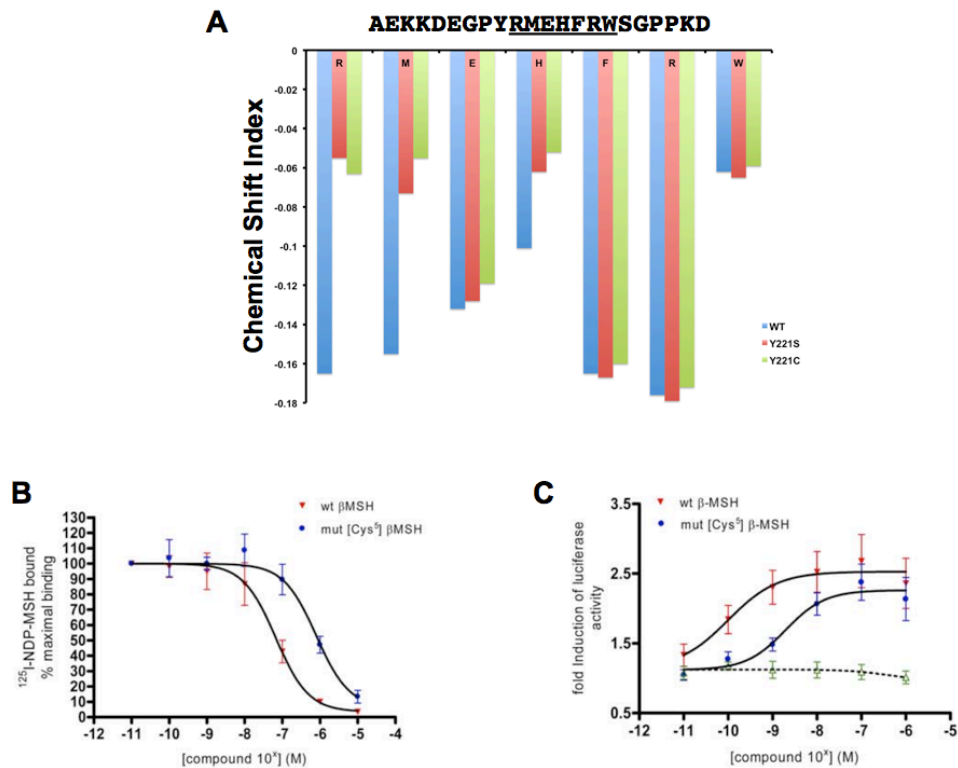 A
AEKKDEGPYRMEHFRWSGPPKD
Chemical Shift Index
0
-0.02
-0.04
-0.06
-0.08
-0.1
-0.12
-0.14
-0.16
-0.18
R M E H F R W
WT
Y221S
Y221C
B
wt βMSH
mut [Cys⁵] βMSH
¹²⁵I-NDP-MSH bound
% maximal binding
130
120
110
100
90
80
70
60
50
40
30
20
10
0
-12 -11 -10 -9 -8 -7 -6 -5 -4
[compound 10ˣ] (M)
C
wt β-MSH
mut [Cys⁵] β-MSH
fold Induction of luciferase
activity
3.5
2.5
1.5
0.5
-12 -11 -10 -9 -8 -7 -6 -5
[compound 10ˣ] (M)